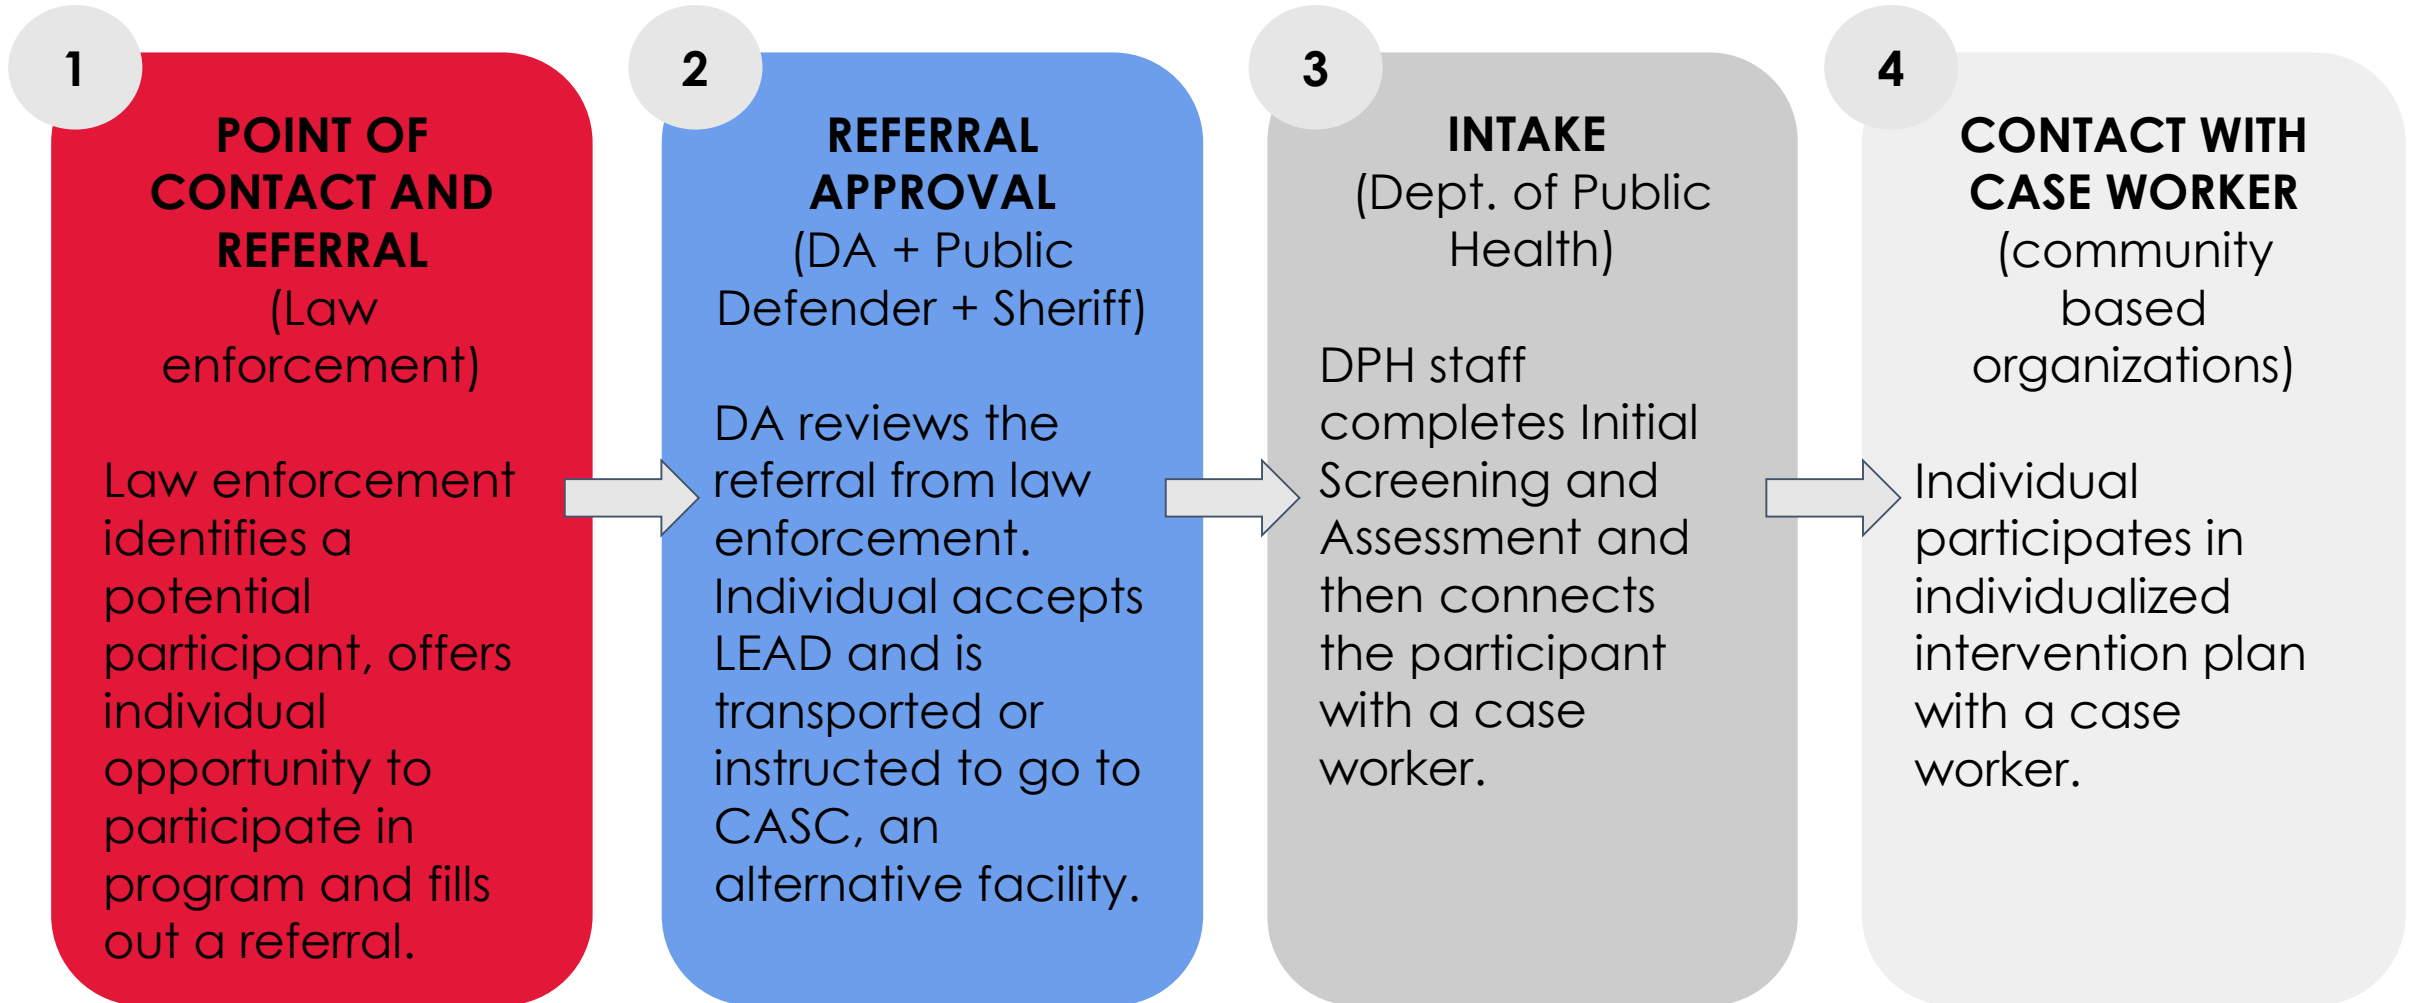 1
POINT OF
CONTACT AND
REFERRAL
(Law
enforcement)
Law enforcement
identifies a
potential
participant, offers
individual
opportunity to
participate in
program and fills
out a referral.
2
REFERRAL
APPROVAL
(DA + Public
Defender + Sheriff)
DA reviews the
referral from law
enforcement.
Individual accepts
LEAD and is
transported or
instructed to go to
CASC, an
alternative facility.
3
INTAKE
(Dept. of Public
Health)
DPH staff
completes Initial
Screening and
Assessment and
then connects
the participant
with a case
worker.
4
CONTACT WITH
CASE WORKER
(community
based
organizations)
Individual
participates in
individualized
intervention plan
with a case
worker.